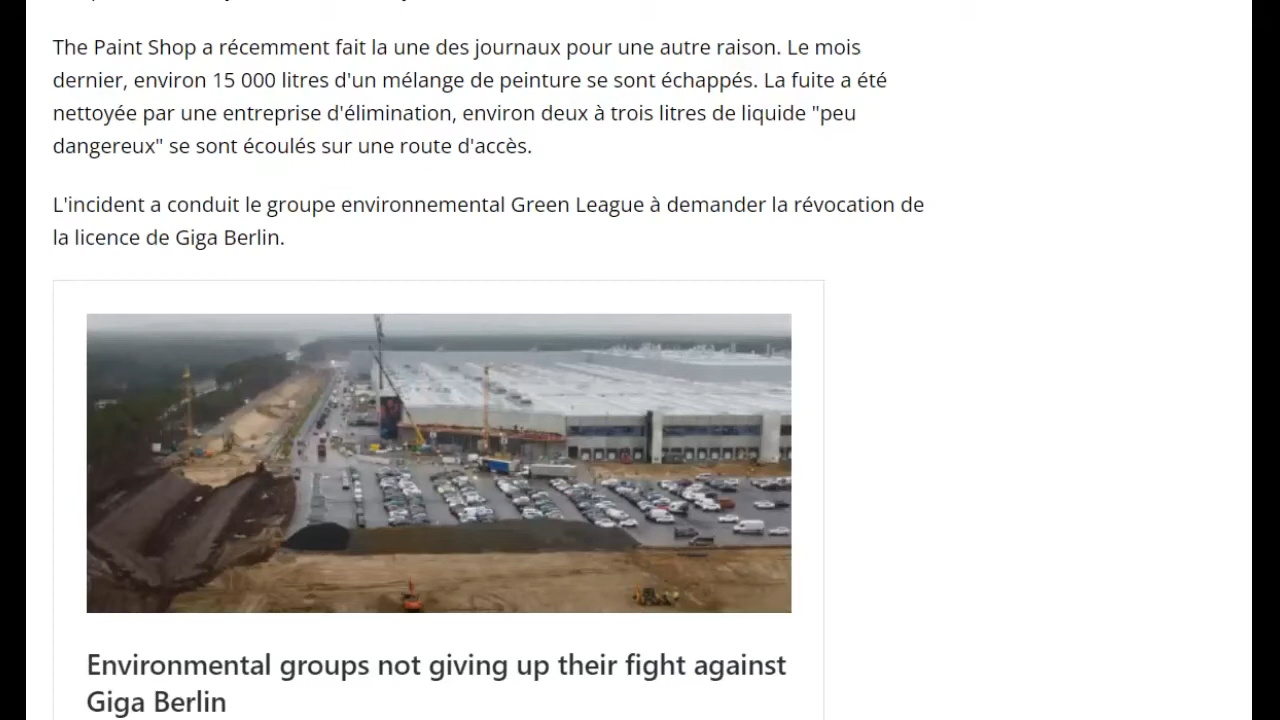 The Paint Shop a récemment fait la une des journaux pour une autre raison. Le mois
dernier, environ 15 000 litres d'un mélange de peinture se sont échappés. La fuite a été
nettoyée par une entreprise d'élimination, environ deux à trois litres de liquide "peu
dangereux" se sont écoulés sur une route d'accès.
L'incident a conduit le groupe environnemental Green League à demander la révocation de
la licence de Giga Berlin.
Environmental groups not giving up their fight against
Giga Berlin